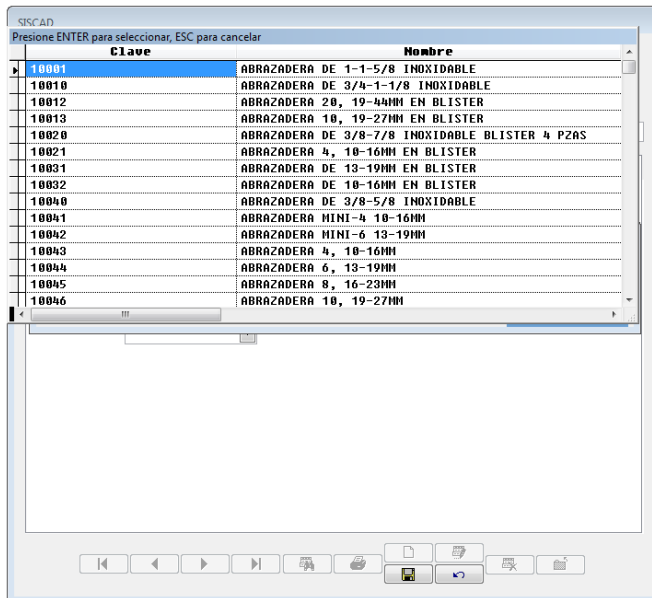 SISCAD
Presione ENTER para seleccionar, ESC para cancelar
Clave Nombre
10001 ABRAZADERA DE 1-1-5/8 INOXIDABLE
10010 ABRAZADERA DE 3/4-1-1/8 INOXIDABLE
10012 ABRAZADERA 20, 19-44MM EN BLISTER
10013 ABRAZADERA 10, 19-27MM EN BLISTER
10020 ABRAZADERA DE 3/8-7/8 INOXIDABLE BLISTER 4 PZAS
10021 ABRAZADERA 4, 10-16MM EN BLISTER
10031 ABRAZADERA DE 13-19MM EN BLISTER
10032 ABRAZADERA DE 10-16MM EN BLISTER
10040 ABRAZADERA DE 3/8-5/8 INOXIDABLE
10041 ABRAZADERA MINI-4 10-16MM
10042 ABRAZADERA MINI-6 13-19MM
10043 ABRAZADERA 4, 10-16MM
10044 ABRAZADERA 6, 13-19MM
10045 ABRAZADERA 8, 16-23MM
10046 ABRAZADERA 10, 19-27MM